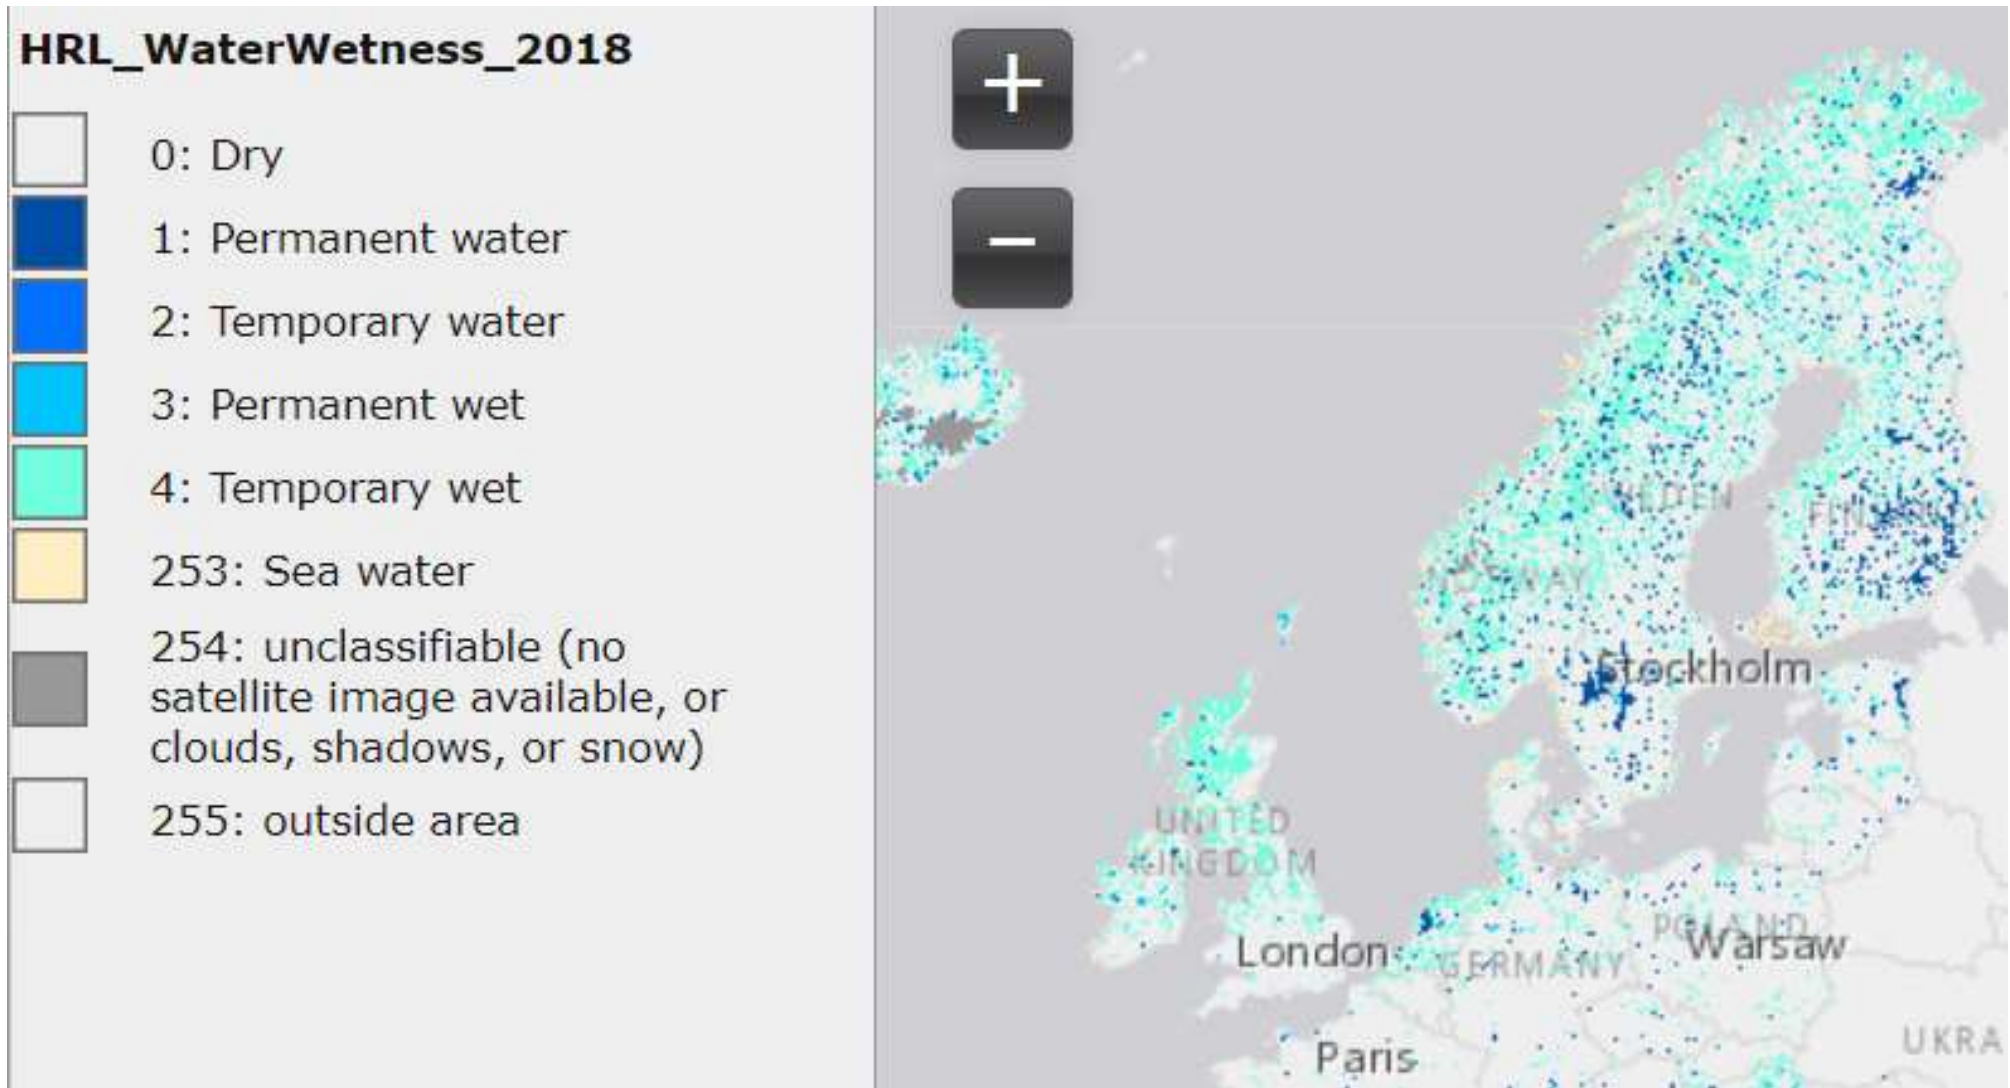 HRL_WaterWetness_2018
0: Dry
1: Permanent water
2: Temporary water
3: Permanent wet
4: Temporary wet
253: Sea water
254: unclassifiable (no
satellite image available, or
clouds, shadows, or snow)
255: outside area
+
−
SWEDEN
FINLAND
NORWAY
Stockholm
UNITED
KINGDOM
London
GERMANY
POLAND
Warsaw
Paris
UKRA